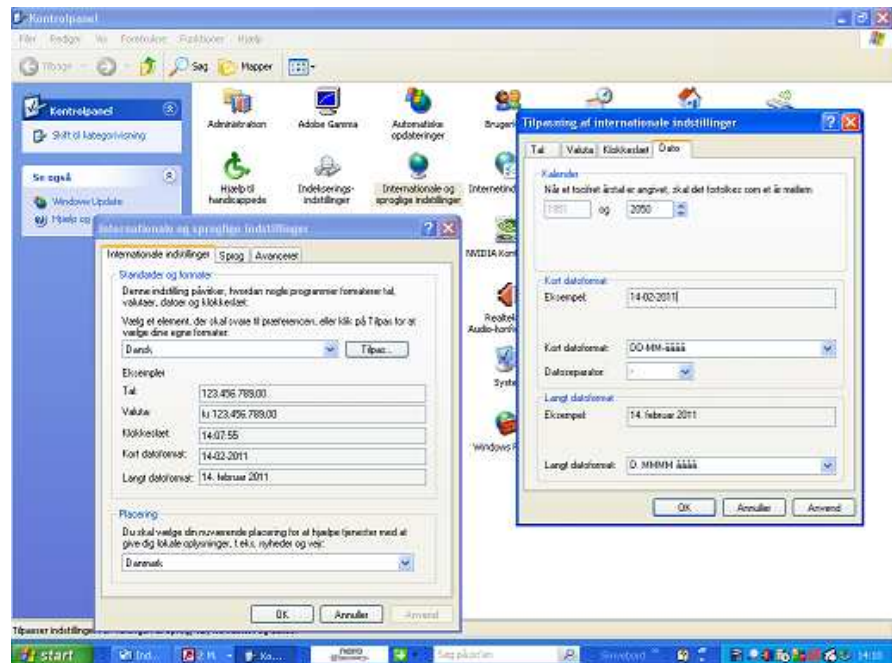 Kontrolpanel
Filer Rediger Vis Foretrukne Funktioner Hjælp
Tilbage Søg Mapper
Kontrolpanel
Skift til kategorivisning
Se også
Windows Update
Hjælp og
Administration
Adobe Gamma
Automatiske opdateringer
Hjælp til handicappede
Indekserings- indstillinger
Internationale og sproglige indstillinger
Internationale og sproglige indstillinger
Internationale indstillinger Sprog Avanceret
Standarder og formater
Denne indstilling påvirker, hvordan nogle programmer formaterer tal,
valutaer, datoer og klokkeslæt.
Vælg et element, der skal svare til præferencen, eller klik på Tilpas for at
vælge dine egne formater:
Dansk Tilpas...
Eksempler
Tal: 123.456.789,00
Valuta: kr 123.456.789,00
Klokkeslæt: 14:07:55
Kort datoformat: 14-02-2011
Langt datoformat: 14. februar 2011
Placering
Du skal vælge din nuværende placering for at hjælpe tjenester med at
give dig lokale oplysninger, f.eks. nyheder og vejr:
Danmark
OK Annuller Anvend
Tilpasning af internationale indstillinger
Tal Valuta Klokkeslæt Dato
Kalender
Når et tocifret årstal er angivet, skal det fortolkes som et år mellem
1951 og 2050
Kort datoformat
Eksempel: 14-02-2011
Kort datoformat: DD-MM-åååå
Datoseparator: -
Langt datoformat
Eksempel: 14. februar 2011
Langt datoformat: D. MMMM åååå
OK Annuller Anvend
start
Skrivebord